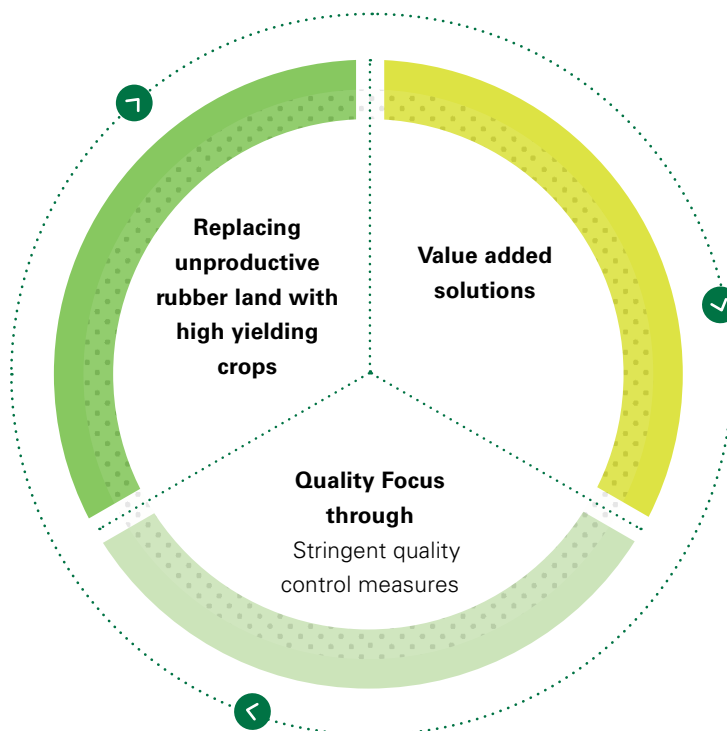 Replacing
unproductive
rubber land with
high yielding
crops
Value added
solutions
Quality Focus
through
Stringent quality
control measures